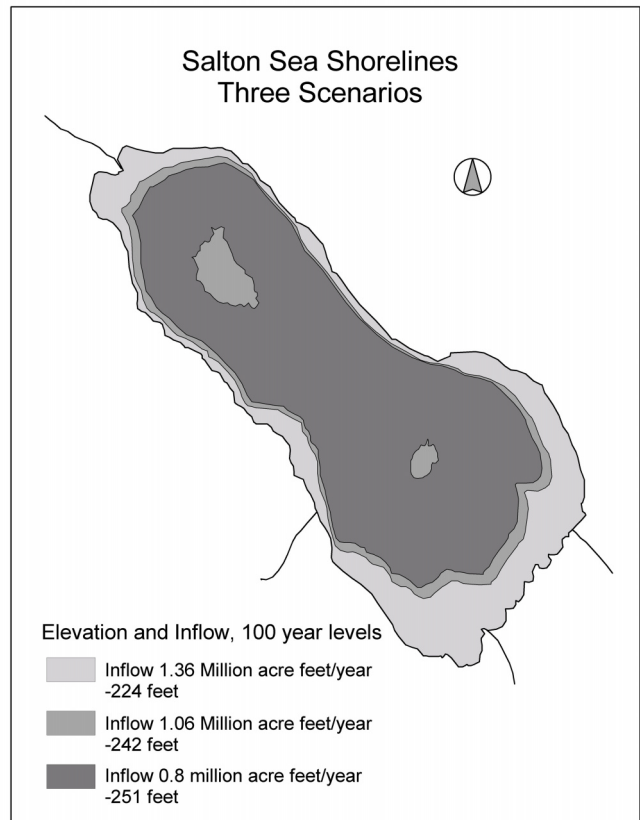 Salton Sea Shorelines
Three Scenarios
Elevation and Inflow, 100 year levels
Inflow 1.36 Million acre feet/year
-224 feet
Inflow 1.06 Million acre feet/year
-242 feet
Inflow 0.8 million acre feet/year
-251 feet